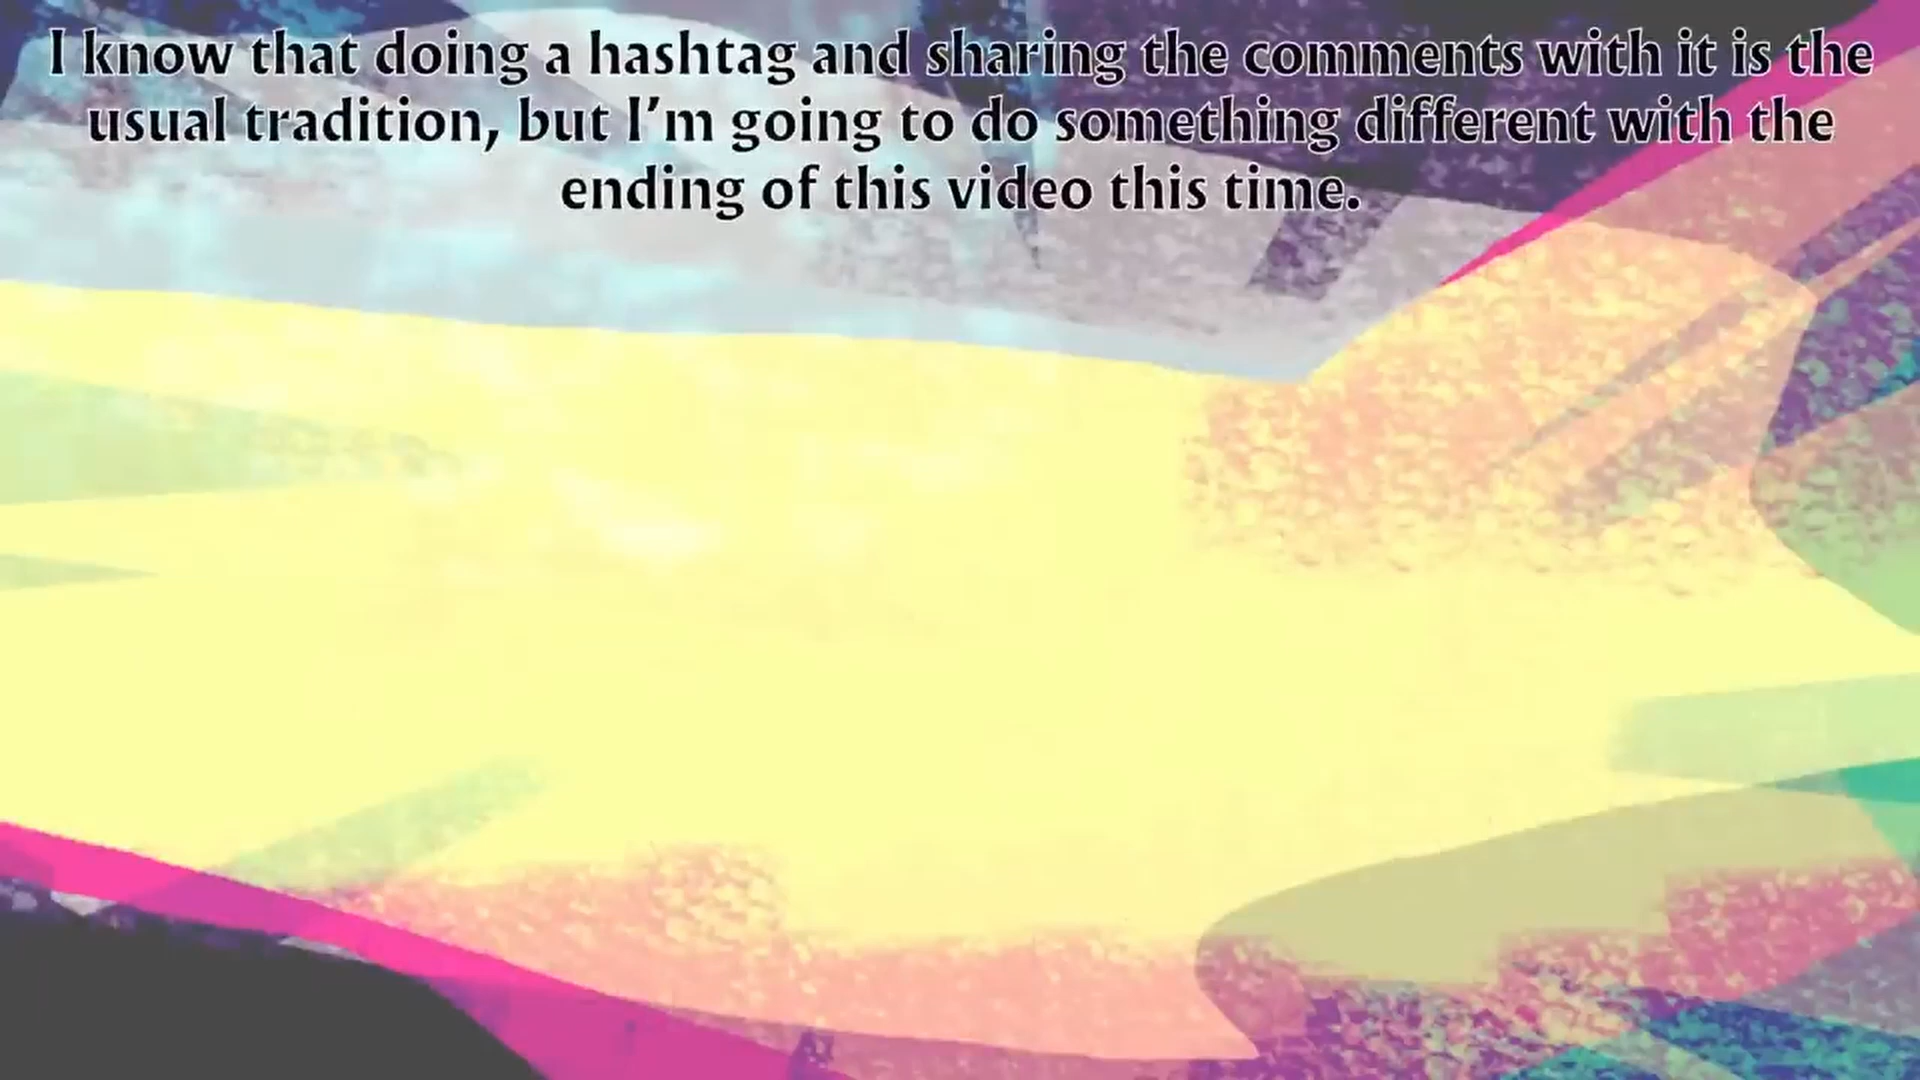 I know that doing a hashtag and sharing the comments with it is the
usual tradition, but I’m going to do something different with the
ending of this video this time.